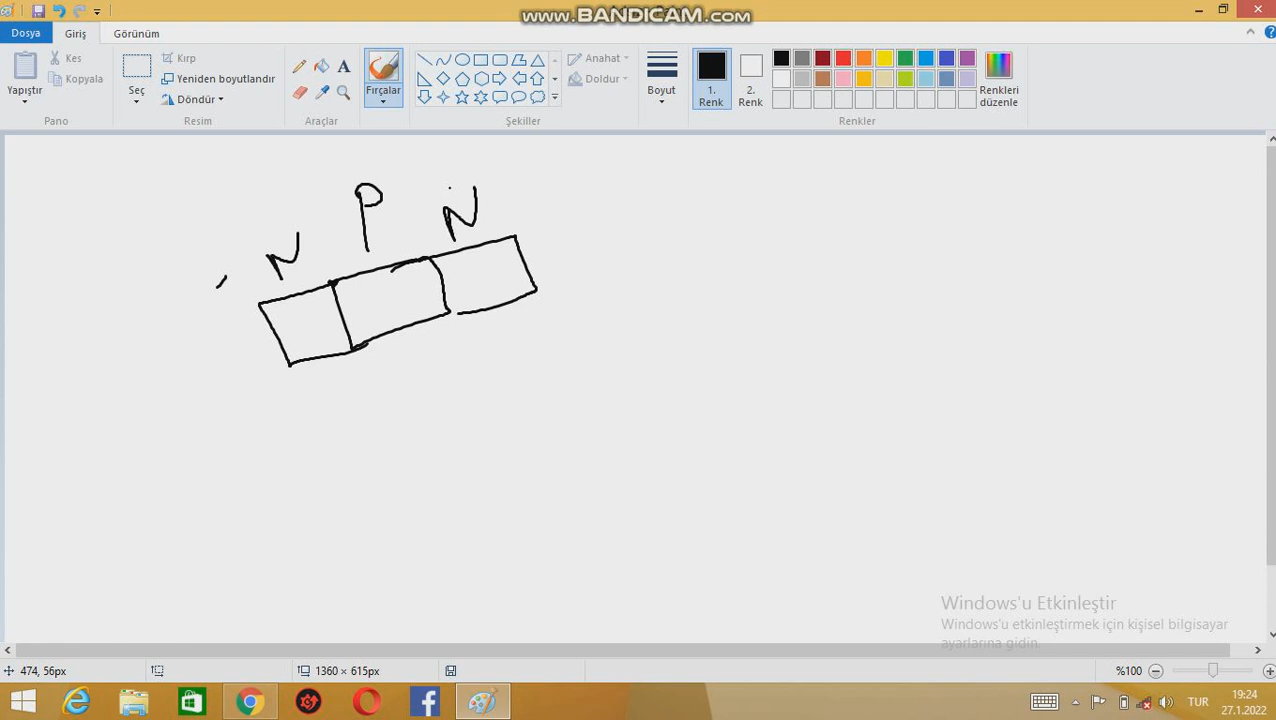 www.BANDICAM.com
Dosya Giriş Görünüm
Yapıştır
Kes
Kopyala
Pano
Seç
Kırp
Yeniden boyutlandır
Döndür
Resim
A
Araçlar
Fırçalar
Şekiller
Anahat
Doldur
Boyut
1. Renk
2. Renk
Renkleri düzenle
Renkler
N P N
Windows'u Etkinleştir
Windows'u etkinleştirmek için kişisel bilgisayar
ayarlarına gidin.
474, 56px
1360 × 615px
%100
TUR
19:24
27.1.2022